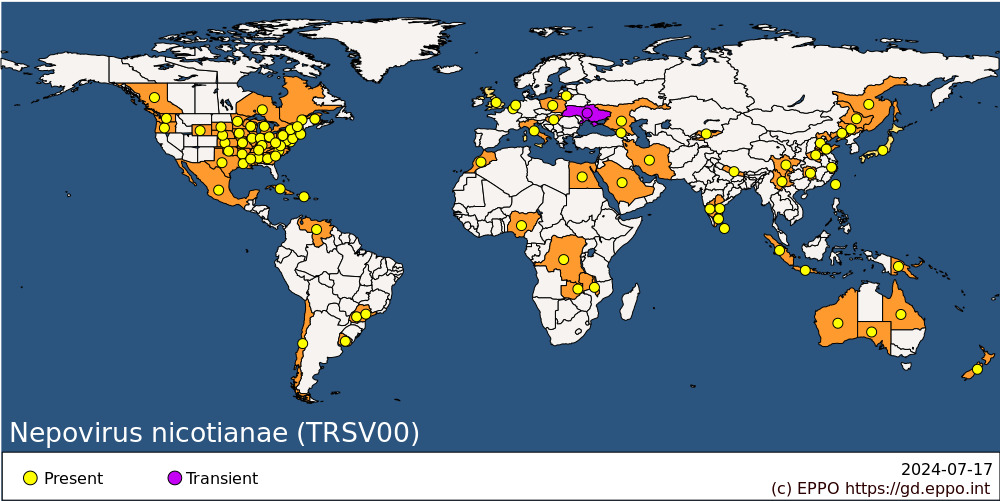 Nepovirus nicotianae (TRSV00)
Present
Transient
2024-07-17
(c) EPPO https://gd.eppo.int